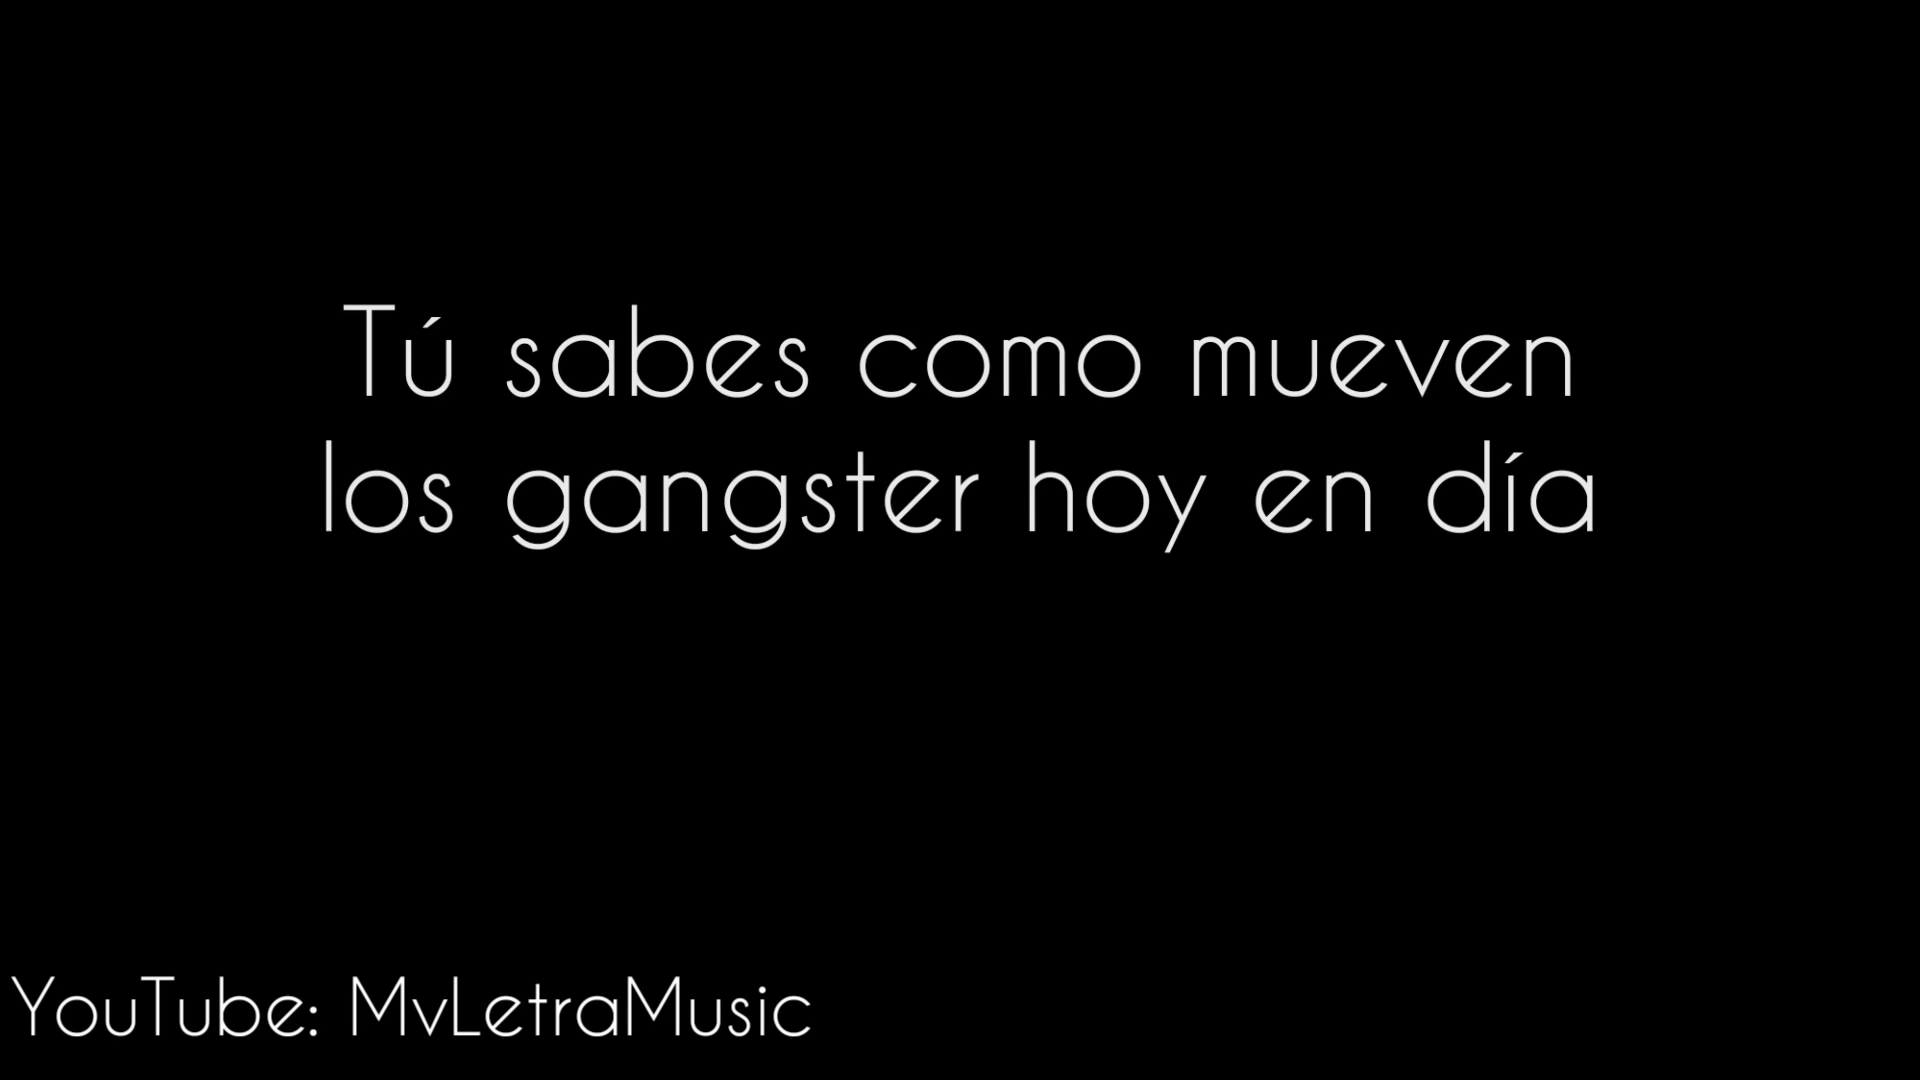 Tú sabes como mueven
los gangster hoy en día
YouTube: MvLetraMusic